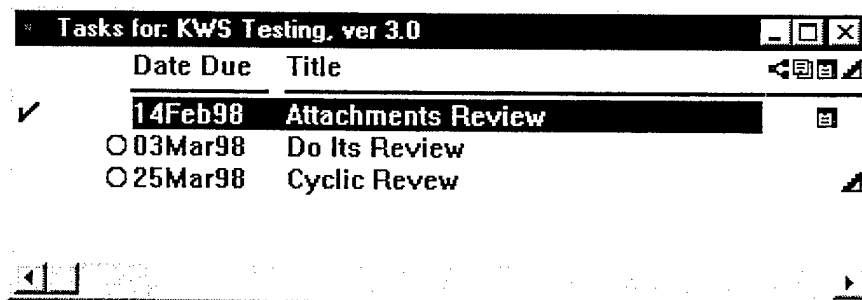 Tasks for: KWS Testing, ver 3.0
Date Due Title
14Feb98 Attachments Review
03Mar98 Do Its Review
25Mar98 Cyclic Revew